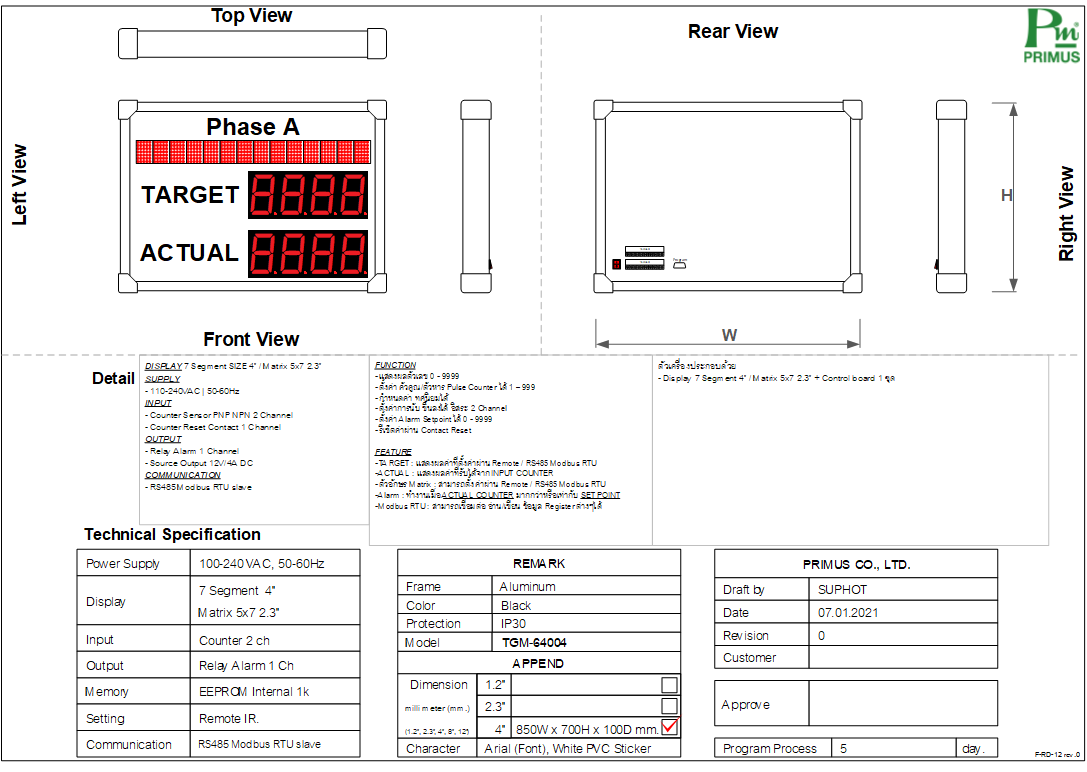 Top View
Rear View
Pm
PRIMUS
Left View
Phase A
TARGET 8.8.8.8.
ACTUAL 8.8.8.8.
H
Right View
W
Front View
Detail
DISPLAY 7 Segment SIZE 4" / Matrix 5x7 2.3"
SUPPLY
- 110-240VAC | 50-60Hz
INPUT
- Counter Sensor PNP NPN 2 Channel
- Counter Reset Contact 1 Channel
OUTPUT
- Relay Alarm 1 Channel
- Source Output 12V/4A DC
COMMUNICATION
- RS485 Modbus RTU slave
FUNCTION
-แสดงผลตัวเลข 0 - 9999
-ตั้งค่า ตัวคูณ/ตัวหาร Pulse Counter ได้ 1 - 999
-กำหนดค่า ทศนิยมได้
-ตั้งค่าการนับ ขึ้นลงได้ อิสระ 2 Channel
-ตั้งค่า Alarm Setpoint ได้ 0 - 9999
-รีเซ็ตค่าผ่าน Contact Reset
FEATURE
-TARGET : แสดงผลค่าที่ตั้งค่าผ่าน Remote / RS485 Modbus RTU
-ACTUAL : แสดงผลค่าที่รับได้จาก INPUT COUNTER
-ตัวอักษร Matrix : สามารถตั้งค่าผ่าน Remote / RS485 Modbus RTU
-Alarm : ทำงานเมื่อ ACTUAL COUNTER มากกว่าหรือเท่ากับ SET POINT
-Modbus RTU : สามารถเชื่อมต่อ อ่าน/เขียน ข้อมูล Register ต่างๆได้
ตัวเครื่องประกอบด้วย
- Display 7 Segment 4" / Matrix 5x7 2.3" + Control board 1 ชุด
Technical Specification
Power Supply 100-240VAC, 50-60Hz
Display 7 Segment 4"
Matrix 5x7 2.3"
Input Counter 2 ch
Output Relay Alarm 1 Ch
Memory EEPROM Internal 1k
Setting Remote IR.
Communication RS485 Modbus RTU slave
REMARK
Frame Aluminum
Color Black
Protection IP30
Model TGM-64004
APPEND
Dimension 1.2"
millimeter (mm.) 2.3"
(1.2", 2.3", 4", 8", 12") 4" 850W x 700H x 100D mm.
Character Arial (Font), White PVC Sticker
PRIMUS CO., LTD.
Draft by SUPHOT
Date 07.01.2021
Revision 0
Customer
Approve
Program Process 5 day.
F-RD-12 rev.0